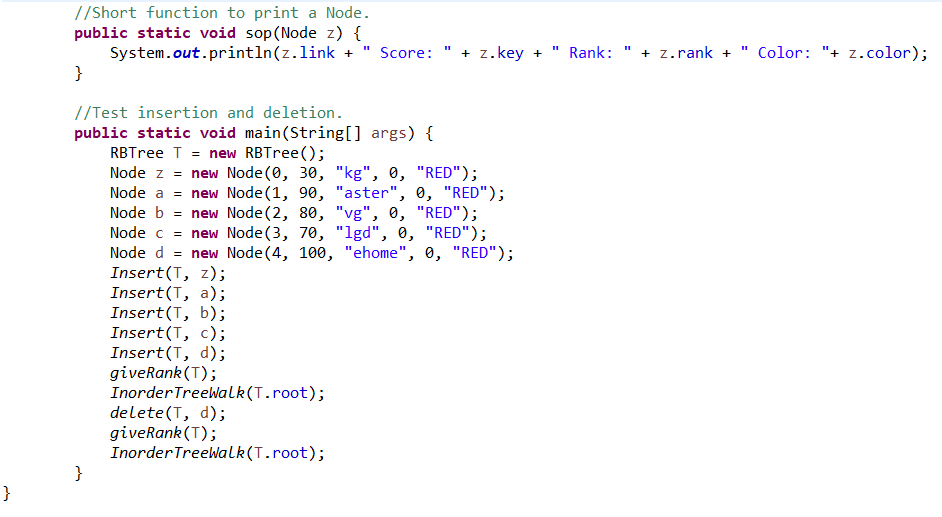 //Short function to print a Node.
public static void sop(Node z) {
System.out.println(z.link + " Score: " + z.key + " Rank: " + z.rank + " Color: "+ z.color);
}
//Test insertion and deletion.
public static void main(String[] args) {
RBTree T = new RBTree();
Node z = new Node(0, 30, "kg", 0, "RED");
Node a = new Node(1, 90, "aster", 0, "RED");
Node b = new Node(2, 80, "vg", 0, "RED");
Node c = new Node(3, 70, "lgd", 0, "RED");
Node d = new Node(4, 100, "ehome", 0, "RED");
Insert(T, z);
Insert(T, a);
Insert(T, b);
Insert(T, c);
Insert(T, d);
giveRank(T);
InorderTreeWalk(T.root);
delete(T, d);
giveRank(T);
InorderTreeWalk(T.root);
}
}